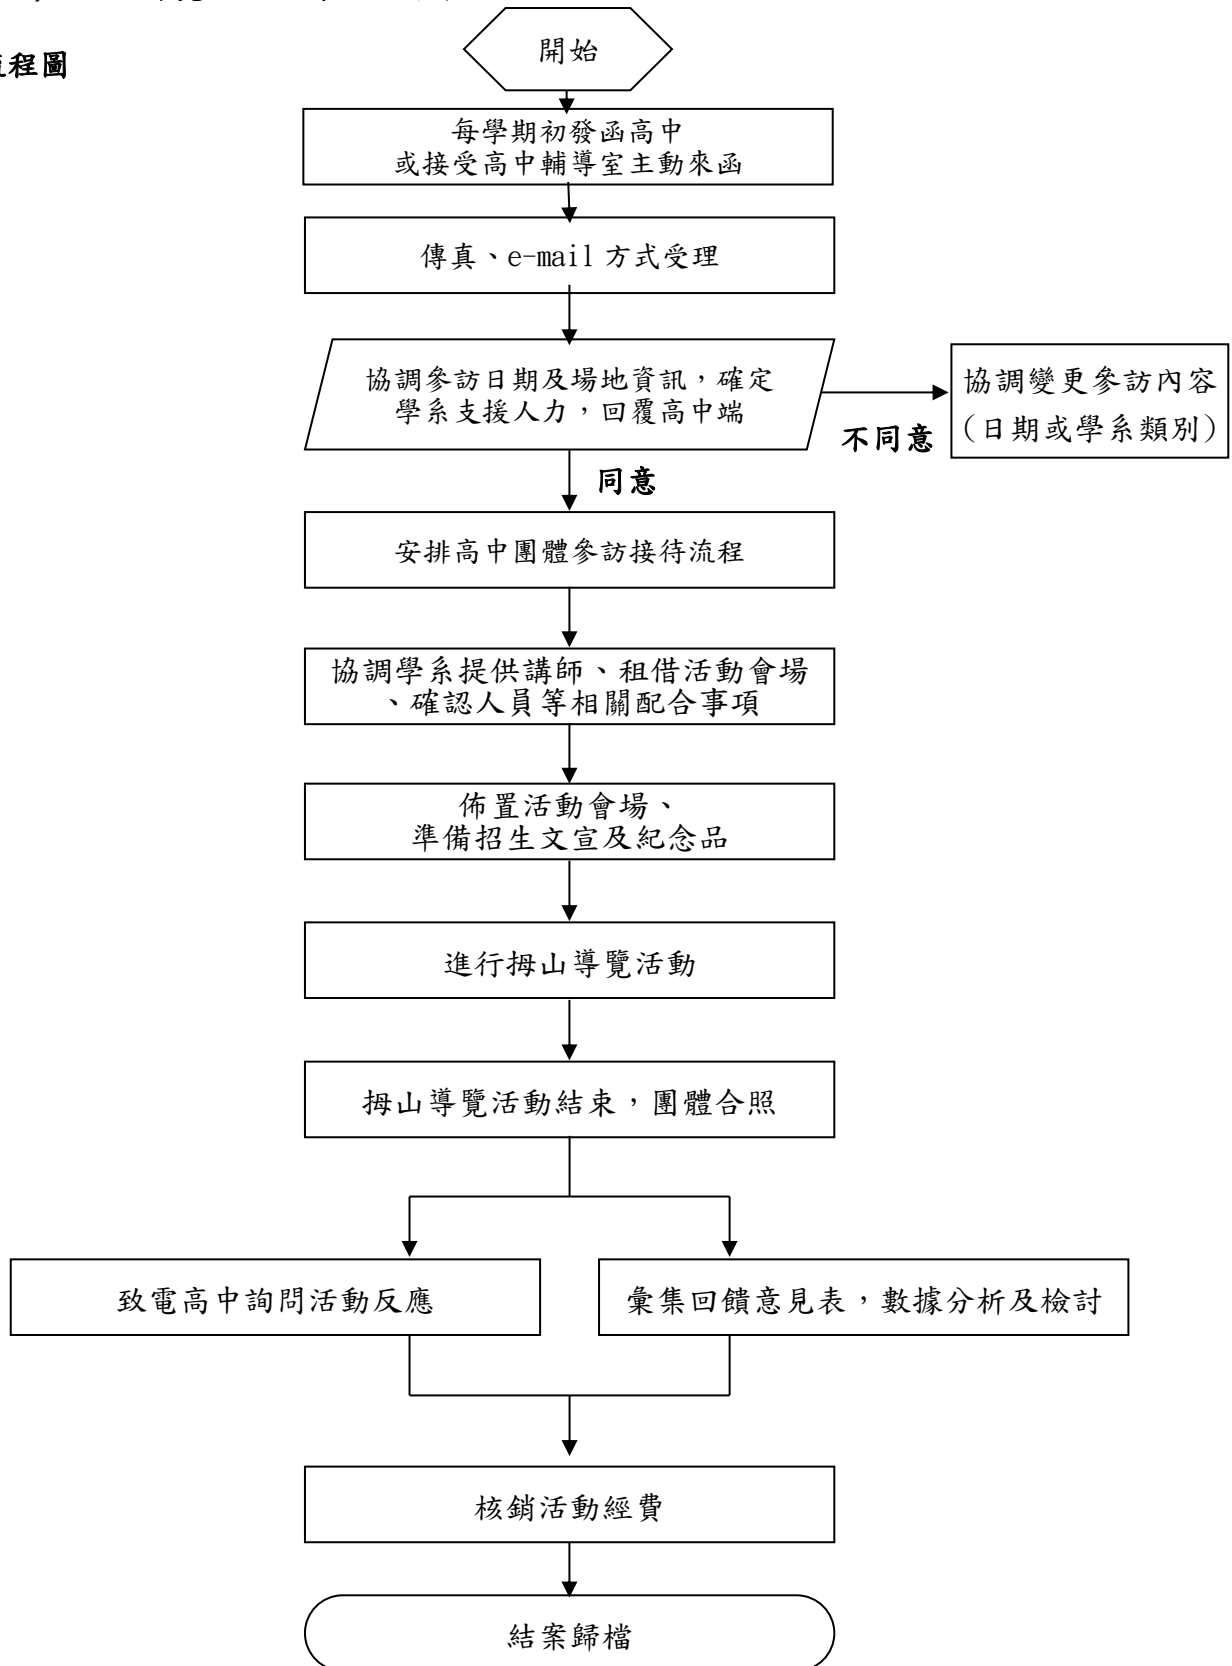 程圖
開始
每學期初發函高中
或接受高中輔導室主動來函
傳真、e-mail 方式受理
協調參訪日期及場地資訊，確定
學系支援人力，回覆高中端
協調變更參訪內容
(日期或學系類別)
不同意
同意
安排高中團體參訪接待流程
協調學系提供講師、租借活動會場
、確認人員等相關配合事項
佈置活動會場、
準備招生文宣及紀念品
進行拇山導覽活動
拇山導覽活動結束，團體合照
致電高中詢問活動反應
彙集回饋意見表，數據分析及檢討
核銷活動經費
結案歸檔